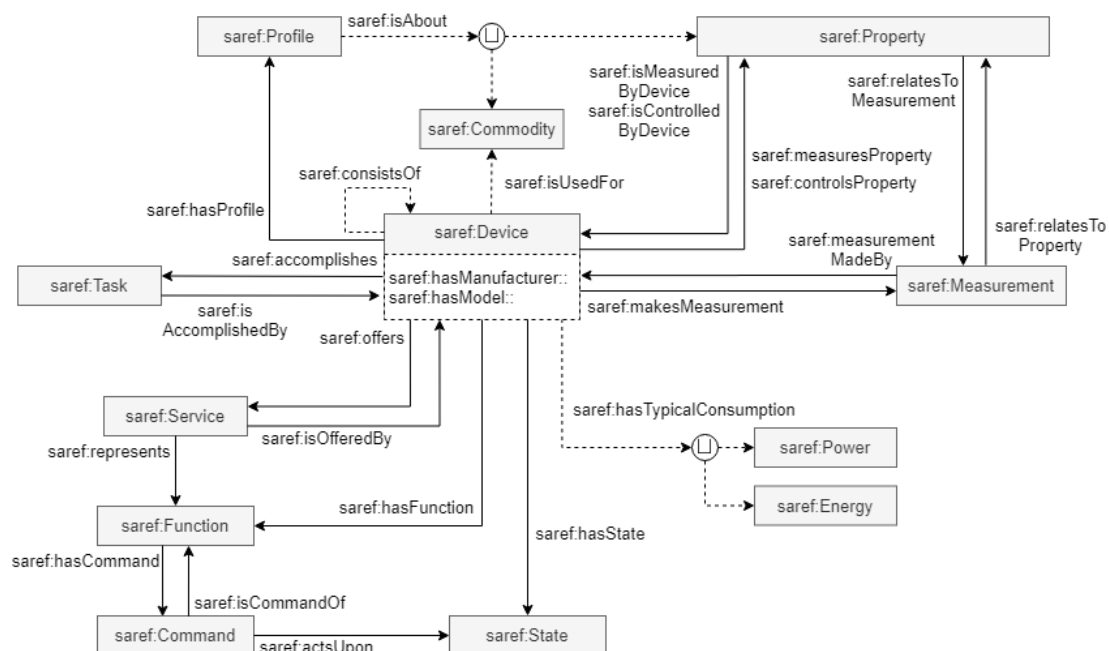 saref:isAbout
saref:Profile
saref:Property
saref:isMeasured
ByDevice
saref:isControlled
ByDevice
saref:relatesTo
Measurement
saref:Commodity
saref:measuresProperty
saref:controlsProperty
saref:consistsOf
saref:isUsedFor
saref:hasProfile
saref:Device
saref:relatesTo
Property
saref:measurement
MadeBy
saref:accomplishes
saref:hasManufacturer::
saref:hasModel::
saref:Task
saref:Measurement
saref:is
AccomplishedBy
saref:makesMeasurement
saref:offers
saref:hasTypicalConsumption
saref:Service
saref:isOfferedBy
saref:represents
saref:Power
saref:Energy
saref:hasFunction
saref:Function
saref:hasState
saref:hasCommand
saref:isCommandOf
saref:Command
saref:State
saref:actsUpon